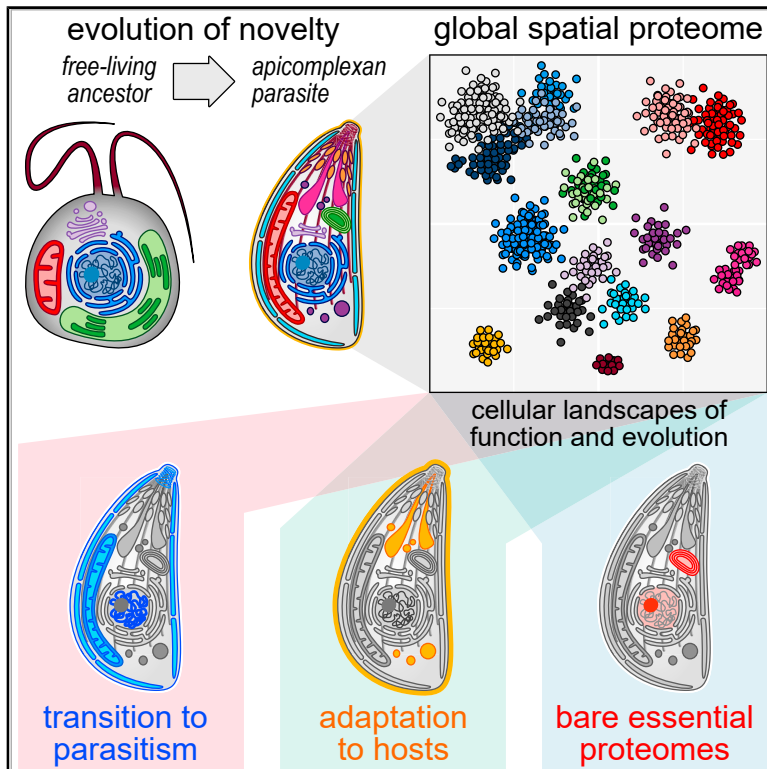 evolution of novelty
free-living
ancestor
apicomplexan
parasite
global spatial proteome
cellular landscapes of
function and evolution
transition to
parasitism
adaptation
to hosts
bare essential
proteomes